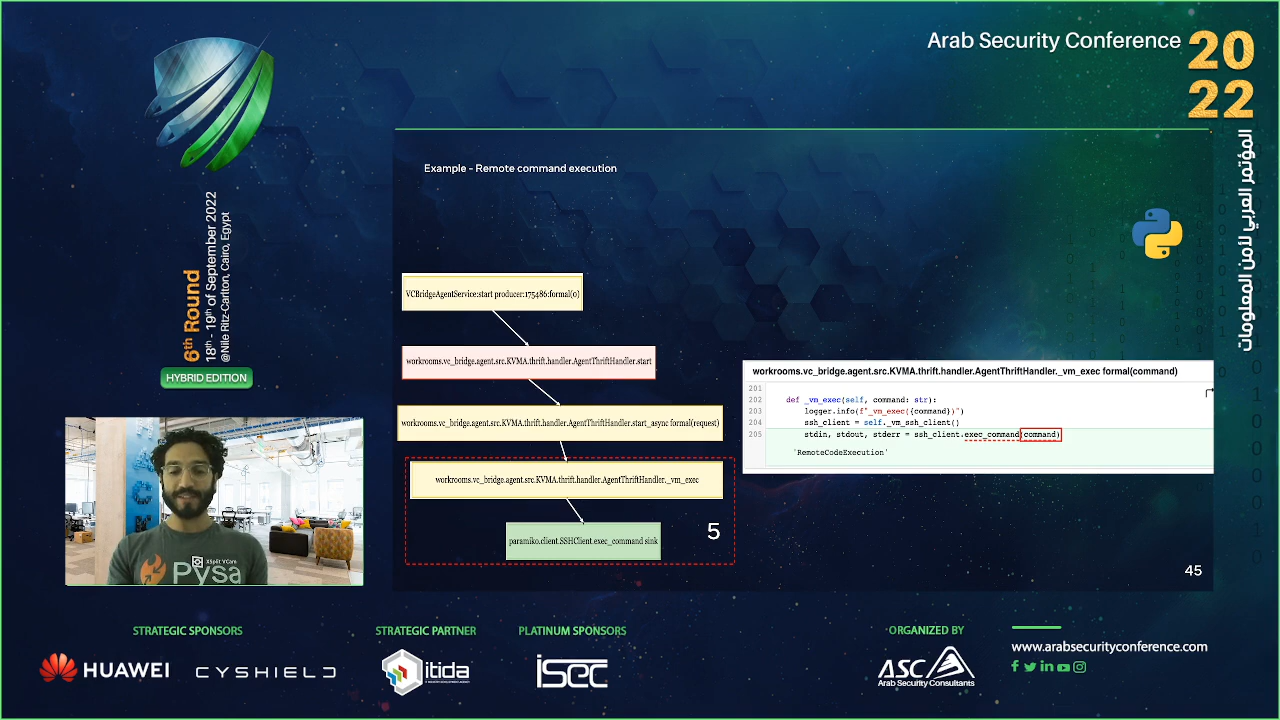 Arab Security Conference
20
22
المؤتمر العربي لأمن المعلومات
6th Round
18th - 19th of September 2022
@Nile Ritz-Carlton, Cairo, Egypt
HYBRID EDITION
Example - Remote command execution
VCBridgeAgentService:start producer:175486:formal(0)
workrooms.vc_bridge.agent.src.KVMA.thrift.handler.AgentThriftHandler.start
workrooms.vc_bridge.agent.src.KVMA.thrift.handler.AgentThriftHandler.start_async formal(request)
workrooms.vc_bridge.agent.src.KVMA.thrift.handler.AgentThriftHandler._vm_exec
paramiko.client.SSHClient.exec_command sink
5
workrooms.vc_bridge.agent.src.KVMA.thrift.handler.AgentThriftHandler._vm_exec formal(command)
201
202 def _vm_exec(self, command: str):
203 logger.info(f"_vm_exec({command}")
204 ssh_client = self._vm_ssh_client()
205 stdin, stdout, stderr = ssh_client.exec_command(command)
'RemoteCodeExecution'
45
XSplit VCam
Pysa
STRATEGIC SPONSORS
HUAWEI
CYSHIELD
STRATEGIC PARTNER
itida
PLATINUM SPONSORS
isec
ORGANIZED BY
ASC
Arab Security Consultants
www.arabsecurityconference.com